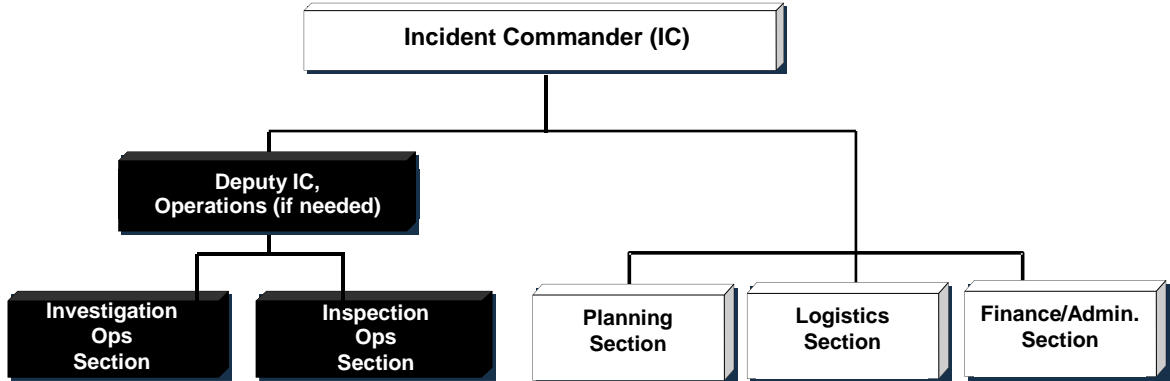 Incident Commander (IC)
Deputy IC,
Operations (if needed)
Investigation
Ops
Section
Inspection
Ops
Section
Planning
Section
Logistics
Section
Finance/Admin.
Section